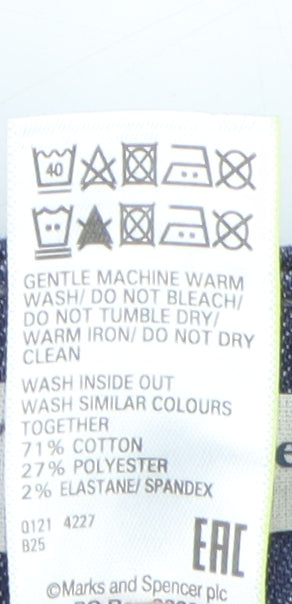 40
GENTLE MACHINE WARM
WASH/ DO NOT BLEACH/
DO NOT TUMBLE DRY/
WARM IRON/ DO NOT DRY
CLEAN
WASH INSIDE OUT
WASH SIMILAR COLOURS
TOGETHER
71% COTTON
27% POLYESTER
2% ELASTANE/ SPANDEX
0121 4227
B25
EAC
©Marks and Spencer plc